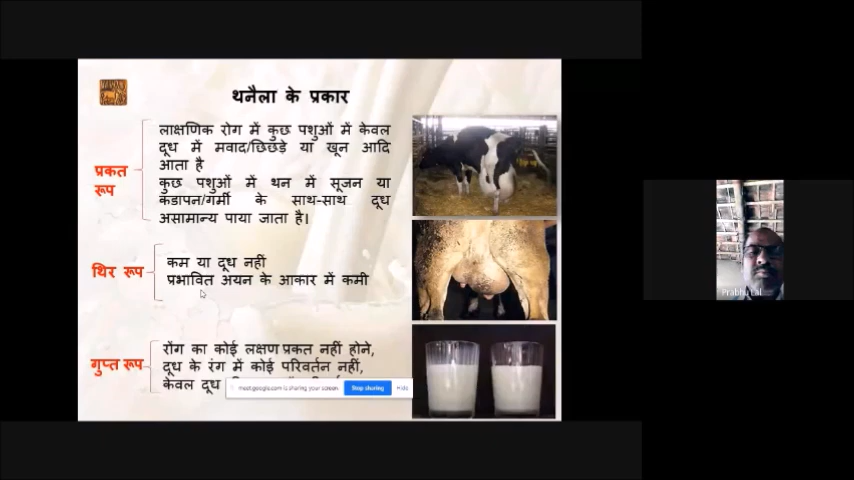 थनैला के प्रकार
लाक्षणिक रोग में कुछ पशुओं में केवल
दूध में मवाद/छिछड़े या खून आदि
आता है
कुछ पशुओं में थन में सूजन या
कडापन/गर्मी के साथ-साथ दूध
असामान्य पाया जाता है।
प्रकत
रूप
कम या दूध नहीं
प्रभावित अयन के आकार में कमी
थिर रूप
रोग का कोई लक्षण प्रकत नहीं होने,
दूध के रंग में कोई परिवर्तन नहीं,
केवल दूध
गुप्त रूप
meet.google.com is sharing your screen.
Stop sharing
Hide
Prabhu Lal